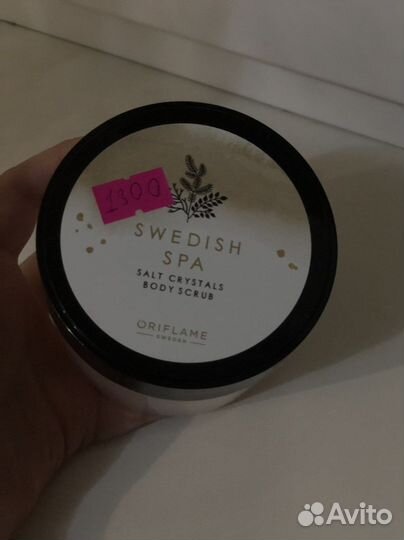 1300
SWEDISH
SPA
SALT CRYSTALS
BODY SCRUB
ORIFLAME
SWEDEN
Avito